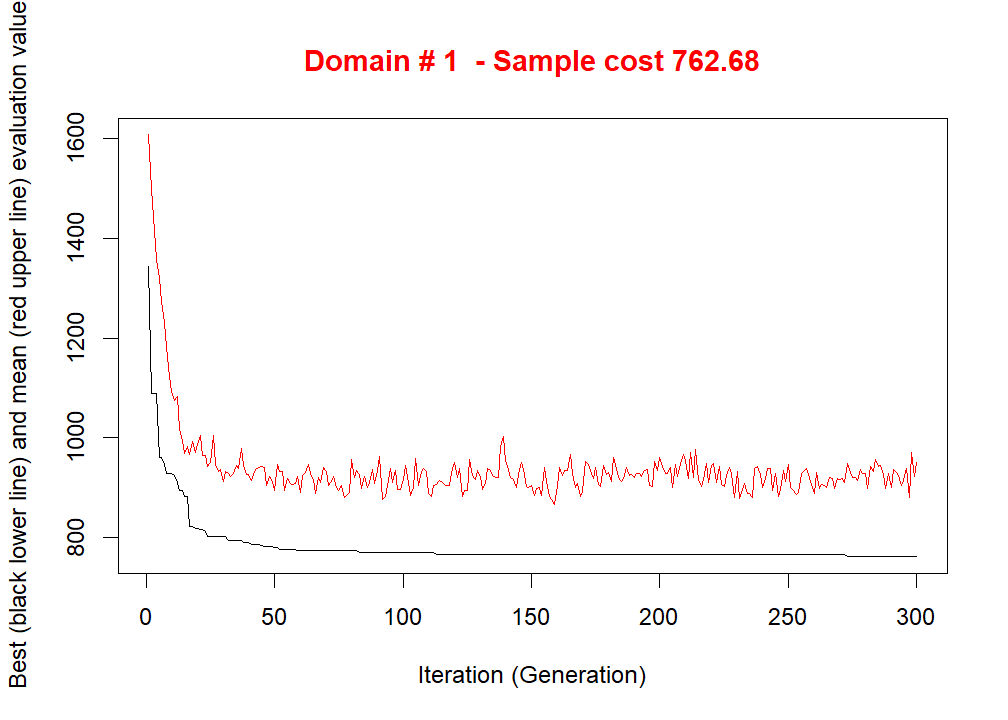 Domain # 1  - Sample cost 762.68
Best (black lower line) and mean (red upper line) evaluation value
1600
1400
1200
1000
800
0 50 100 150 200 250 300
Iteration (Generation)